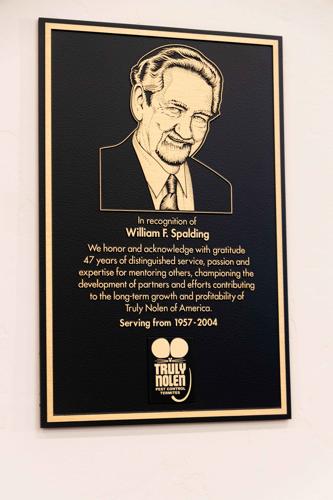 In recognition of
William F. Spalding
We honor and acknowledge with gratitude
47 years of distinguished service, passion and
expertise for mentoring others, championing the
development of partners and efforts contributing
to the long-term growth and profitability of
Truly Nolen of America.
Serving from 1957-2004
TRULY
NOLEN
PEST CONTROL
TERMITES